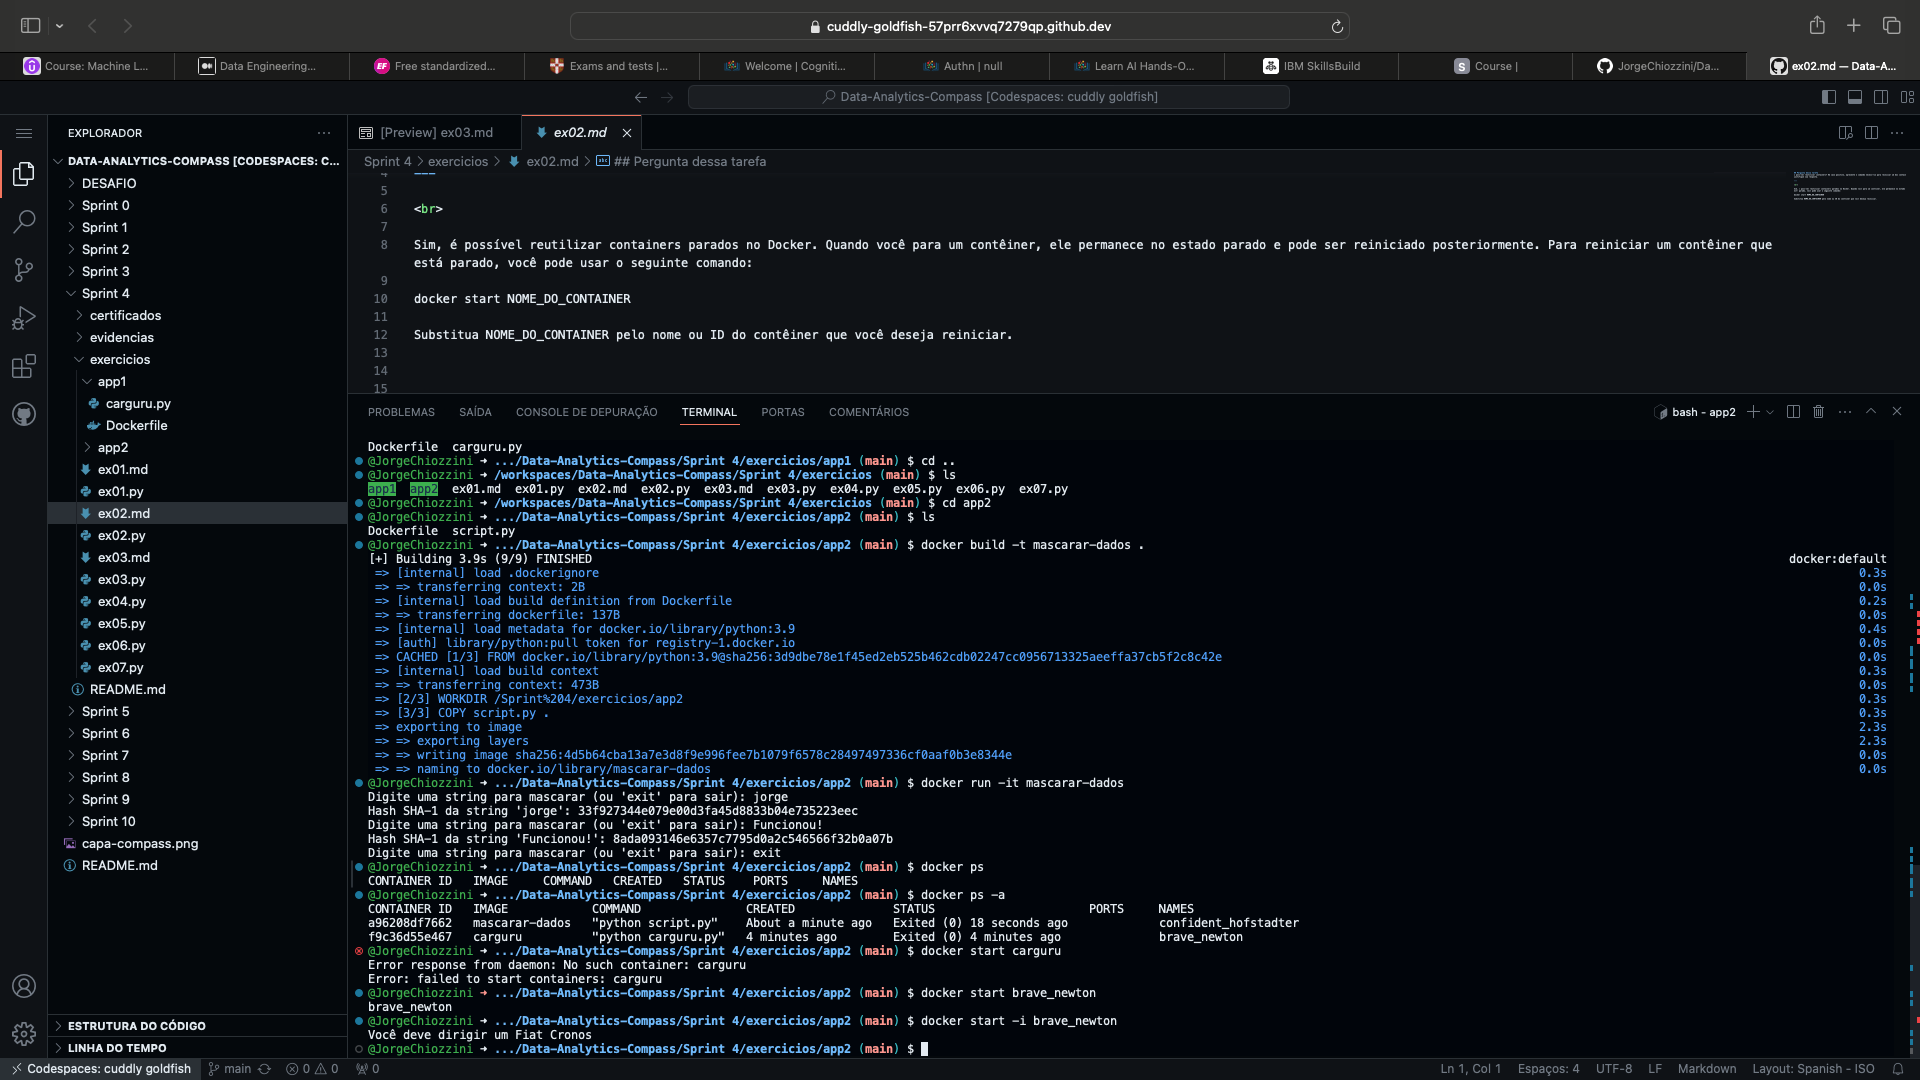 cuddly-goldfish-57prr6xvvq7279qp.github.dev
Course: Machine L...
Data Engineering...
Free standardized...
Exams and tests |...
Welcome | Cogniti...
Authn | null
Learn AI Hands-O...
IBM SkillsBuild
Course |
JorgeChiozzini/Da...
ex02.md — Data-A...
Data-Analytics-Compass [Codespaces: cuddly goldfish]
EXPLORADOR
[Preview] ex03.md
ex02.md
Sprint 4 > exercicios > ex02.md > ## Pergunta dessa tarefa
DATA-ANALYTICS-COMPASS [CODESPACES: C...
DESAFIO
Sprint 0
Sprint 1
Sprint 2
Sprint 3
Sprint 4
certificados
evidencias
exercicios
app1
carguru.py
Dockerfile
app2
ex01.md
ex01.py
ex02.md
ex02.py
ex03.md
ex03.py
ex04.py
ex05.py
ex06.py
ex07.py
README.md
Sprint 5
Sprint 6
Sprint 7
Sprint 8
Sprint 9
Sprint 10
capa-compass.png
README.md
ESTRUTURA DO CÓDIGO
LINHA DO TEMPO
4
5
6 <br>
7
8 Sim, é possível reutilizar containers parados no Docker. Quando você para um contêiner, ele permanece no estado parado e pode ser reiniciado posteriormente. Para reiniciar um contêiner que
está parado, você pode usar o seguinte comando:
9
10 docker start NOME_DO_CONTAINER
11
12 Substitua NOME_DO_CONTAINER pelo nome ou ID do contêiner que você deseja reiniciar.
13
14
15
PROBLEMAS SAÍDA CONSOLE DE DEPURAÇÃO TERMINAL PORTAS COMENTÁRIOS
bash - app2
Dockerfile carguru.py
@JorgeChiozzini → .../Data-Analytics-Compass/Sprint 4/exercicios/app1 (main) $ cd ..
@JorgeChiozzini → /workspaces/Data-Analytics-Compass/Sprint 4/exercicios (main) $ ls
app1 app2 ex01.md ex01.py ex02.md ex02.py ex03.md ex03.py ex04.py ex05.py ex06.py ex07.py
@JorgeChiozzini → /workspaces/Data-Analytics-Compass/Sprint 4/exercicios (main) $ cd app2
@JorgeChiozzini → .../Data-Analytics-Compass/Sprint 4/exercicios/app2 (main) $ ls
Dockerfile script.py
@JorgeChiozzini → .../Data-Analytics-Compass/Sprint 4/exercicios/app2 (main) $ docker build -t mascarar-dados .
[+] Building 3.9s (9/9) FINISHED docker:default
=> [internal] load .dockerignore 0.3s
=> => transferring context: 2B 0.0s
=> [internal] load build definition from Dockerfile 0.2s
=> => transferring dockerfile: 137B 0.0s
=> [internal] load metadata for docker.io/library/python:3.9 0.4s
=> [auth] library/python:pull token for registry-1.docker.io 0.0s
=> CACHED [1/3] FROM docker.io/library/python:3.9@sha256:3d9dbe78e1f45ed2eb525b462cdb02247cc0956713325aeeffa37cb5f2c8c42e 0.0s
=> [internal] load build context 0.3s
=> => transferring context: 473B 0.0s
=> [2/3] WORKDIR /Sprint%204/exercicios/app2 0.3s
=> [3/3] COPY script.py . 0.3s
=> exporting to image 2.3s
=> => exporting layers 2.3s
=> => writing image sha256:4d5b64cba13a7e3d8f9e996fee7b1079f6578c28497497336cf0aaf0b3e8344e 0.0s
=> => naming to docker.io/library/mascarar-dados 0.0s
@JorgeChiozzini → .../Data-Analytics-Compass/Sprint 4/exercicios/app2 (main) $ docker run -it mascarar-dados
Digite uma string para mascarar (ou 'exit' para sair): jorge
Hash SHA-1 da string 'jorge': 33f927344e079e00d3fa45d8833b04e735223eec
Digite uma string para mascarar (ou 'exit' para sair): Funcionou!
Hash SHA-1 da string 'Funcionou!': 8ada093146e6357c7795d0a2c546566f32b0a07b
Digite uma string para mascarar (ou 'exit' para sair): exit
@JorgeChiozzini → .../Data-Analytics-Compass/Sprint 4/exercicios/app2 (main) $ docker ps
CONTAINER ID IMAGE COMMAND CREATED STATUS PORTS NAMES
@JorgeChiozzini → .../Data-Analytics-Compass/Sprint 4/exercicios/app2 (main) $ docker ps -a
CONTAINER ID IMAGE COMMAND CREATED STATUS PORTS NAMES
a96208df7662 mascarar-dados "python script.py" About a minute ago Exited (0) 18 seconds ago confident_hofstadter
f9c36d55e467 carguru "python carguru.py" 4 minutes ago Exited (0) 4 minutes ago brave_newton
@JorgeChiozzini → .../Data-Analytics-Compass/Sprint 4/exercicios/app2 (main) $ docker start carguru
Error response from daemon: No such container: carguru
Error: failed to start containers: carguru
@JorgeChiozzini → .../Data-Analytics-Compass/Sprint 4/exercicios/app2 (main) $ docker start brave_newton
brave_newton
@JorgeChiozzini → .../Data-Analytics-Compass/Sprint 4/exercicios/app2 (main) $ docker start -i brave_newton
Você deve dirigir um Fiat Cronos
@JorgeChiozzini → .../Data-Analytics-Compass/Sprint 4/exercicios/app2 (main) $
Codespaces: cuddly goldfish main 0 0 0 Ln 1, Col 1 Espaços: 4 UTF-8 LF Markdown Layout: Spanish - ISO